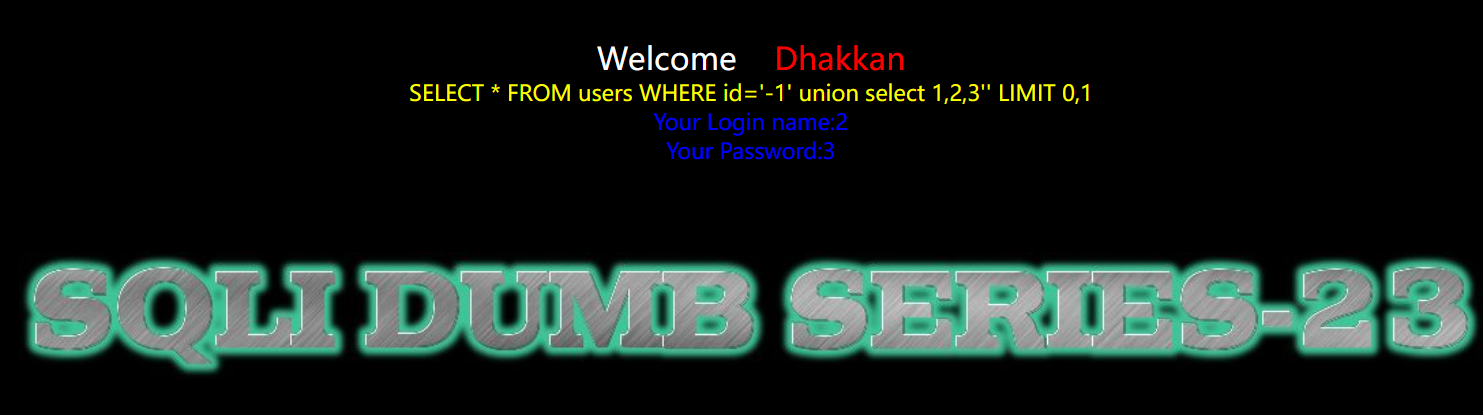 Welcome Dhakkan
SELECT * FROM users WHERE id='-1' union select 1,2,3'' LIMIT 0,1
Your Login name:2
Your Password:3
SQLI DUMB SERIES-23